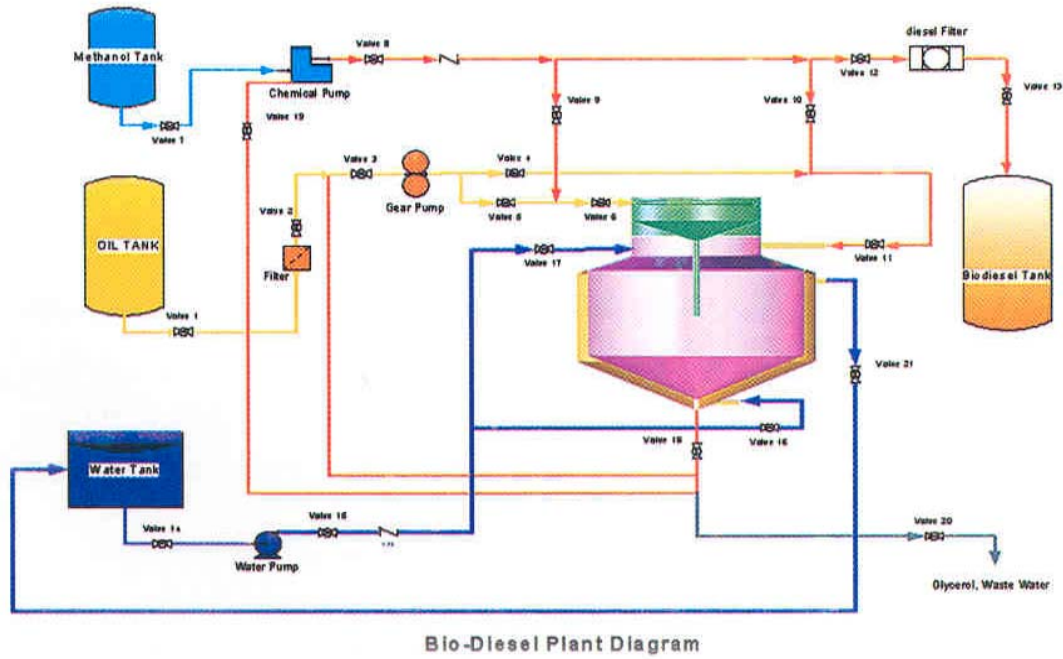 diesel Filter
Valve 8
Methanol Tank
Valve 12
Chemical Pump
Valve 9
Valve 10
Valve 13
Valve 19
Valve 1
Valve 3
Valve 4
Gear Pump
Valve 2
Valve 5
Valve 6
OIL TANK
Valve 17
Valve 11
Filter
Biodiesel Tank
Valve 1
Valve 21
Valve 16
Water Tank
Valve 20
Water Pump
Glycerol, Waste Water
Bio-Diesel Plant Diagram